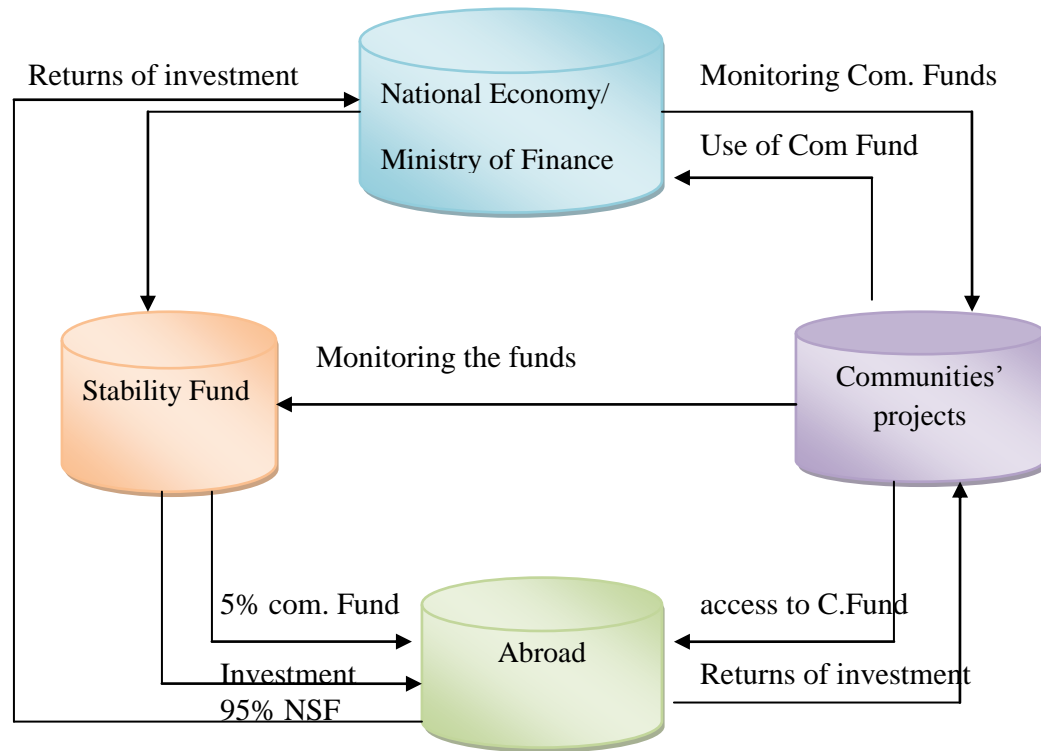 Returns of investment
National Economy/
Ministry of Finance
Monitoring Com. Funds
Use of Com Fund
Stability Fund
Monitoring the funds
Communities’
projects
5% com. Fund
Investment
95% NSF
Abroad
access to C.Fund
Returns of investment